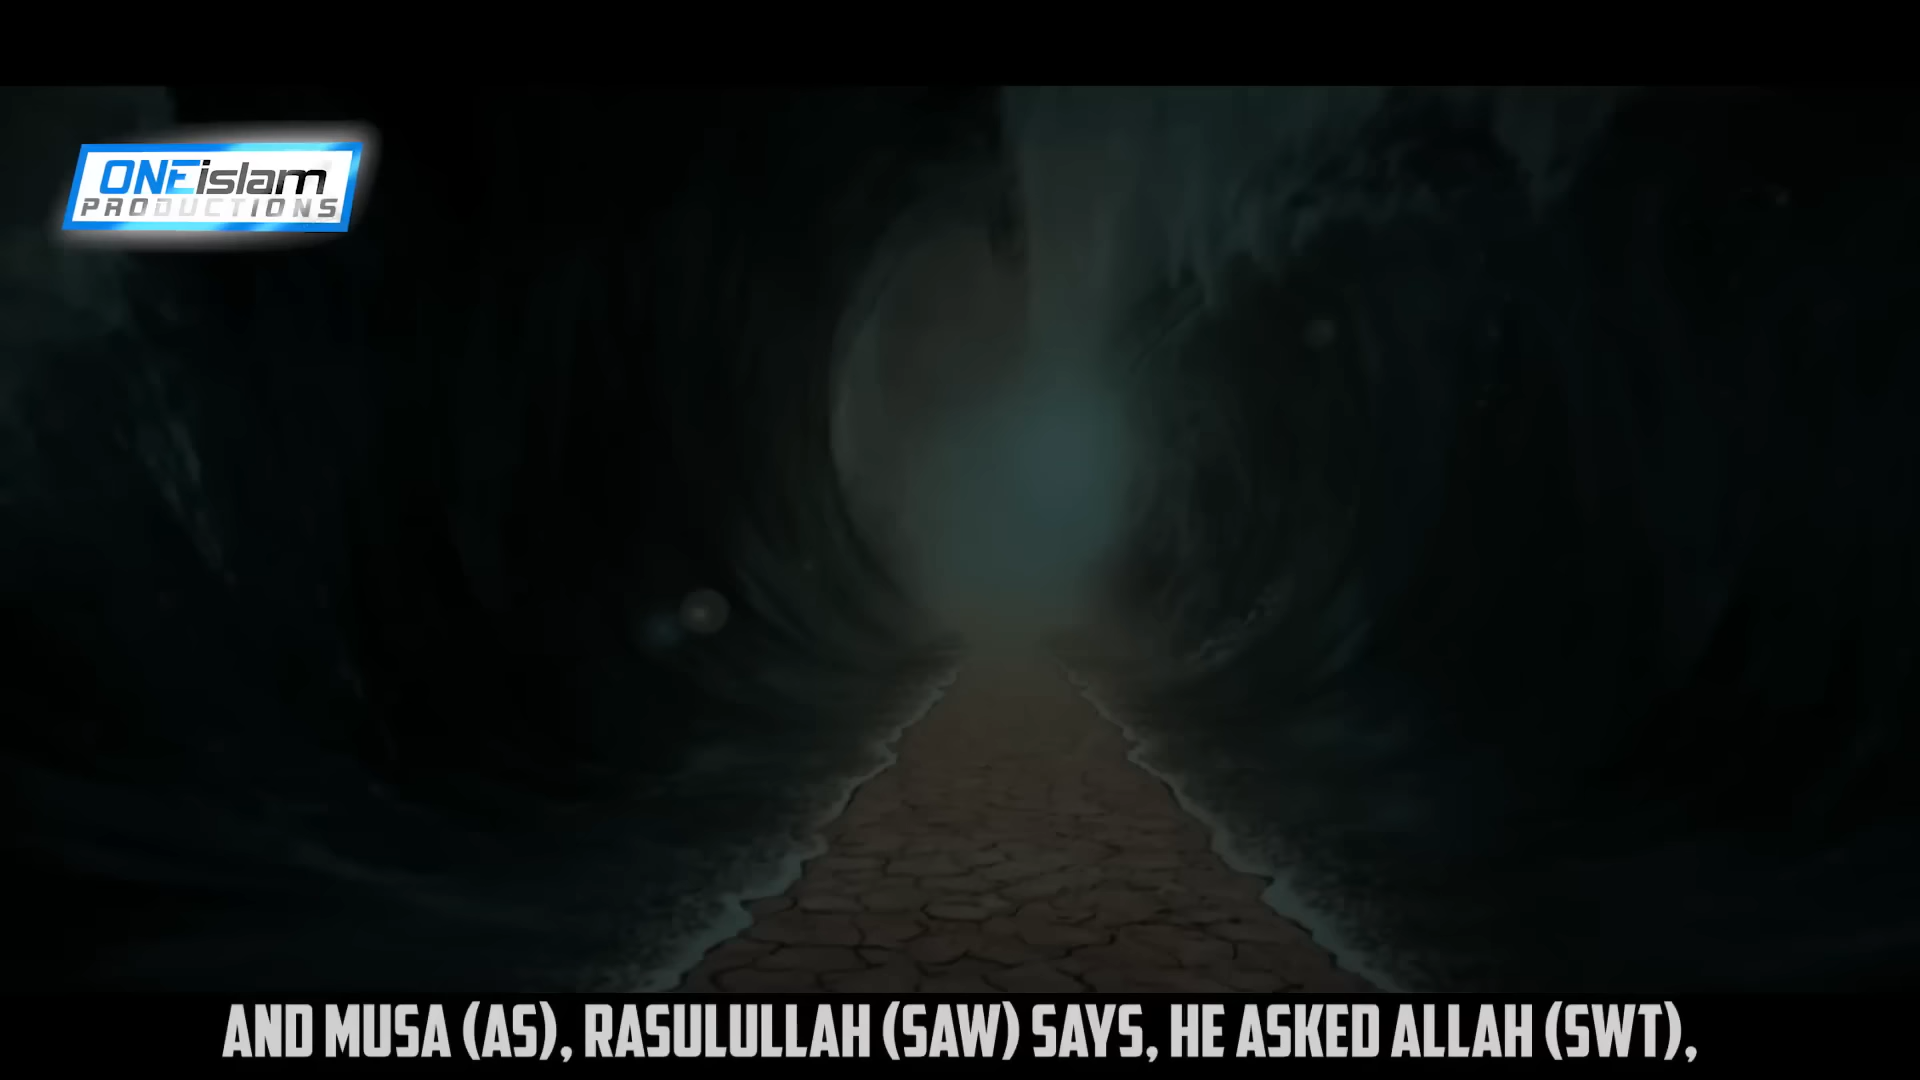 ONEislam
PRODUCTIONS
AND MUSA (AS), RASULULLAH (SAW) SAYS, HE ASKED ALLAH (SWT),